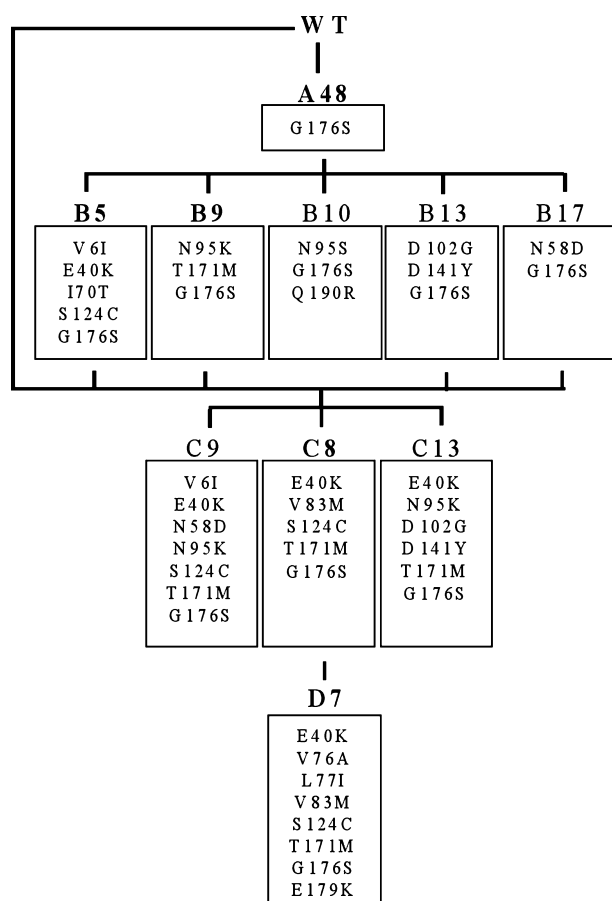 WT
A48
G176S
B5 B9 B10 B13 B17
V6I N95K N95S D102G N58D
E40K T171M G176S D141Y G176S
I70T G176S Q190R G176S
S124C
G176S
C9 C8 C13
V6I E40K E40K
E40K V83M N95K
N58D S124C D102G
N95K T171M D141Y
S124C G176S T171M
T171M G176S
G176S
D7
E40K
V76A
L77I
V83M
S124C
T171M
G176S
E179K